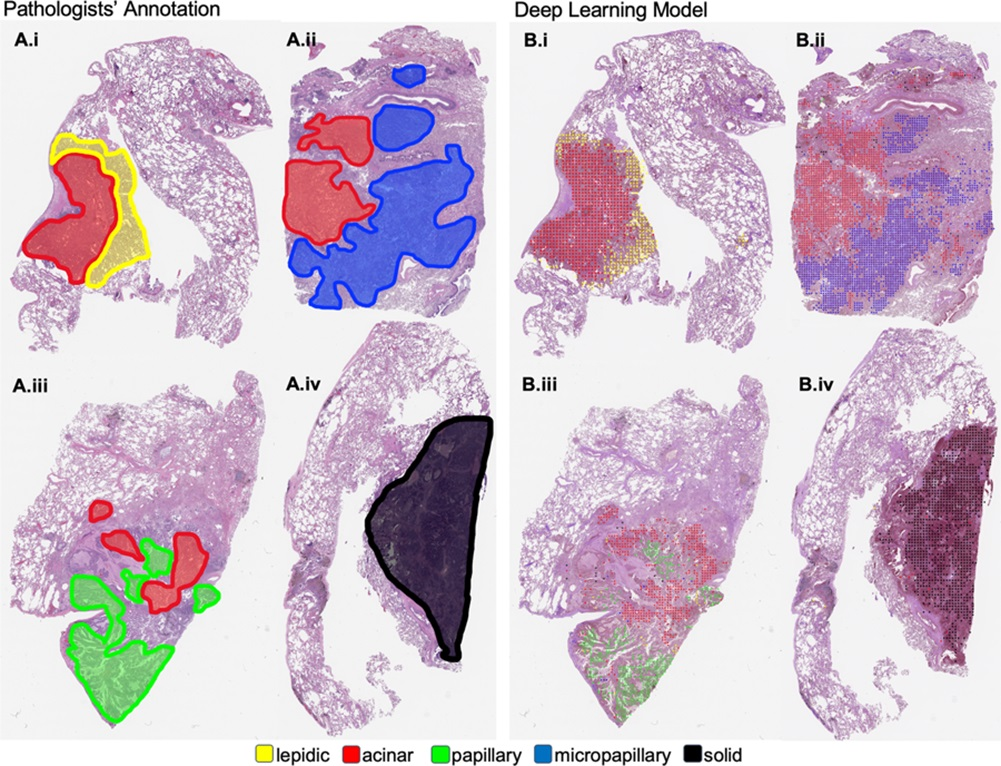 Pathologists' Annotation
Deep Learning Model
A.i
A.ii
B.i
B.ii
A.iii
A.iv
B.iii
B.iv
lepidic acinar papillary micropapillary solid